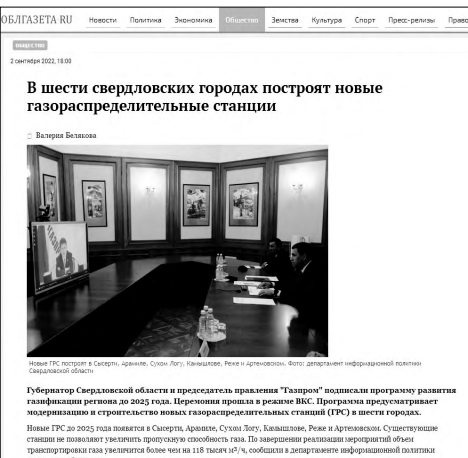 ОБЛГАЗЕТА RU Новости Политика Экономика Общество Земства Культура Спорт Пресс-релизы
ОБЩЕСТВО
2 сентября 2022, 18:00
В шести свердловских городах построят новые
газораспределительные станции
Валерия Белякова
Новые ГРС построят в Сысерти, Арамиле, Сухом Логу, Камышлове, Реже и Артемовском. Фото: департамент информационной политики
Свердловской области
Губернатор Свердловской области и председатель правления "Газпром" подписали программу развития
газификации региона до 2025 года. Церемония прошла в режиме ВКС. Программа предусматривает
модернизацию и строительство новых газораспределительных станций (ГРС) в шести городах.
Новые ГРС до 2025 года появятся в Сысерти, Арамиле, Сухом Логу, Камышлове, Реже и Артемовском. Существующие
станции не позволяют увеличить пропускную способность газа. По завершении реализации мероприятий объем
транспортировки газа увеличится более чем на 118 тысяч м³/ч, сообщили в департаменте информационной политики